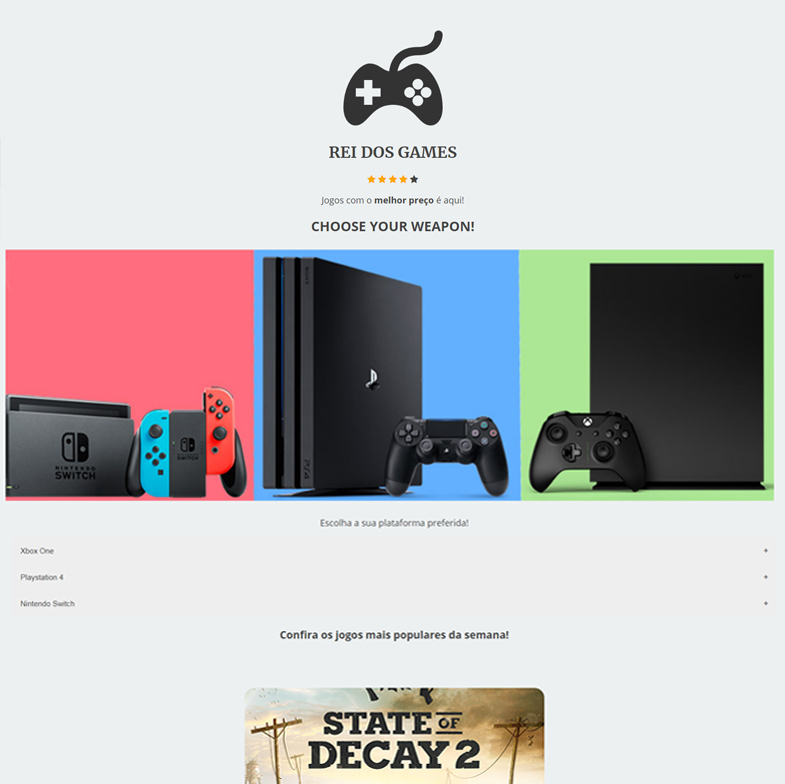 REI DOS GAMES
Jogos com o melhor preço é aqui!
CHOOSE YOUR WEAPON!
NINTENDO
SWITCH
NINTENDO
SWITCH
PS4
Escolha a sua plataforma preferida!
Xbox One +
Playstation 4 +
Nintendo Switch +
Confira os jogos mais populares da semana!
STATE OF
DECAY 2